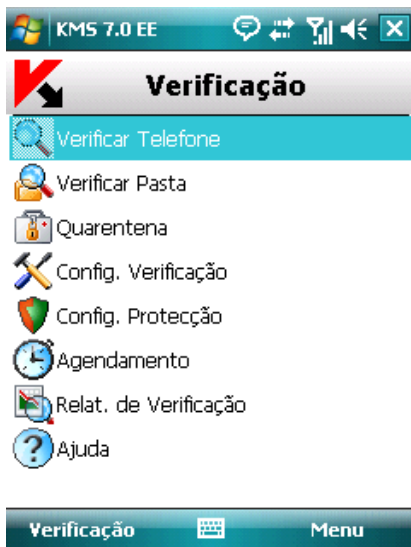 KMS 7.0 EE
Verificação
Verificar Telefone
Verificar Pasta
Quarentena
Config. Verificação
Config. Protecção
Agendamento
Relat. de Verificação
Ajuda
Verificação Menu